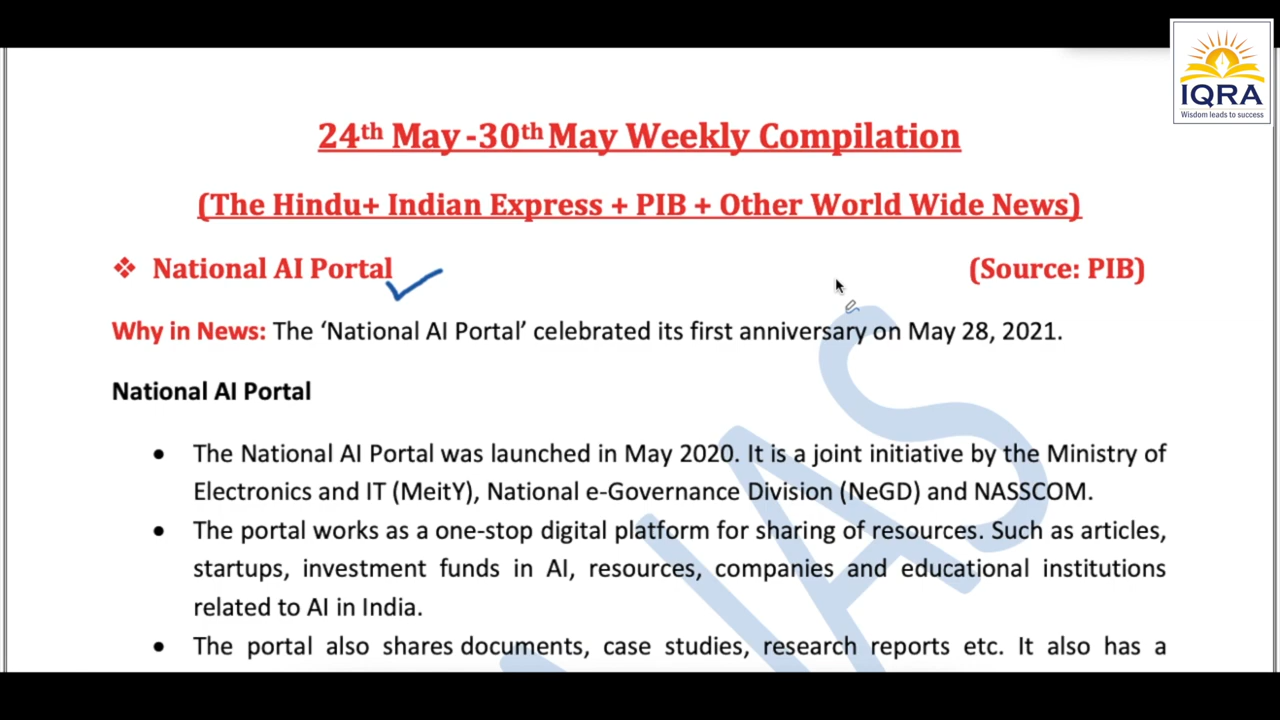 IQRA
Wisdom leads to success
24th May -30th May Weekly Compilation
(The Hindu+ Indian Express + PIB + Other World Wide News)
❖ National AI Portal (Source: PIB)
Why in News: The ‘National AI Portal’ celebrated its first anniversary on May 28, 2021.
National AI Portal
• The National AI Portal was launched in May 2020. It is a joint initiative by the Ministry of
Electronics and IT (MeitY), National e-Governance Division (NeGD) and NASSCOM.
• The portal works as a one-stop digital platform for sharing of resources. Such as articles,
startups, investment funds in AI, resources, companies and educational institutions
related to AI in India.
• The portal also shares documents, case studies, research reports etc. It also has a
IAS